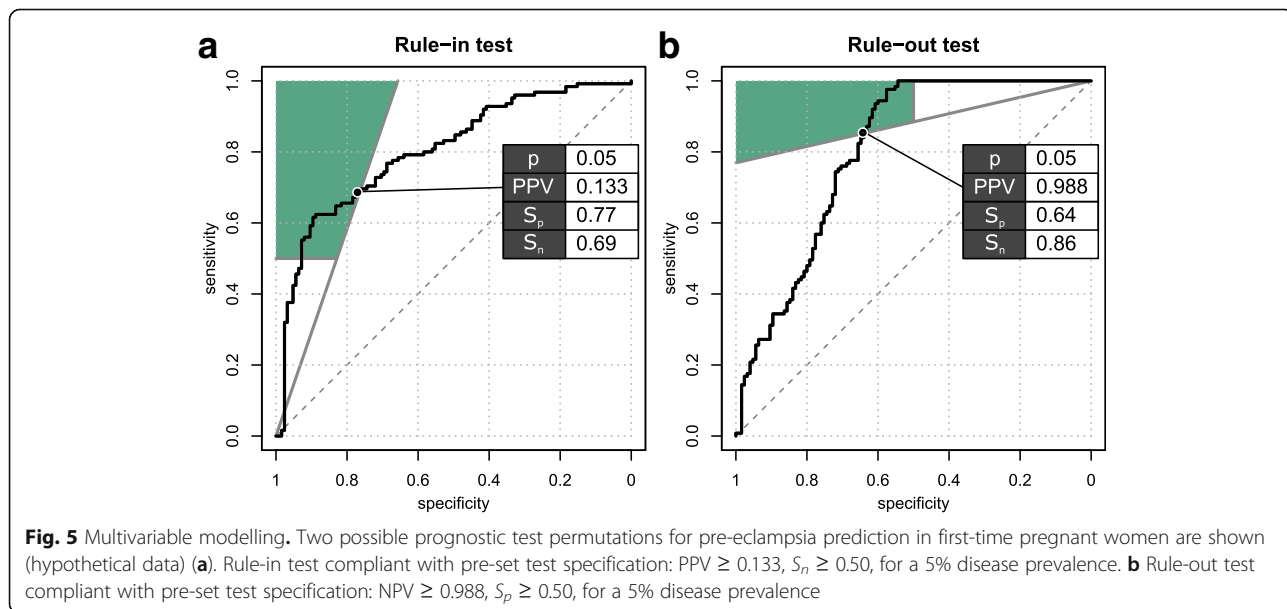 a
Rule-in test
sensitivity
1.0
0.8
0.6
0.4
0.2
0.0
p 0.05
PPV 0.133
Sp 0.77
Sn 0.69
1 0.8 0.6 0.4 0.2 0
specificity
b
Rule-out test
sensitivity
1.0
0.8
0.6
0.4
0.2
0.0
p 0.05
PPV 0.988
Sp 0.64
Sn 0.86
1 0.8 0.6 0.4 0.2 0
specificity
Fig. 5 Multivariable modelling. Two possible prognostic test permutations for pre-eclampsia prediction in first-time pregnant women are shown
(hypothetical data) (a). Rule-in test compliant with pre-set test specification: PPV ≥ 0.133, Sn ≥ 0.50, for a 5% disease prevalence. b Rule-out test
compliant with pre-set test specification: NPV ≥ 0.988, Sp ≥ 0.50, for a 5% disease prevalence